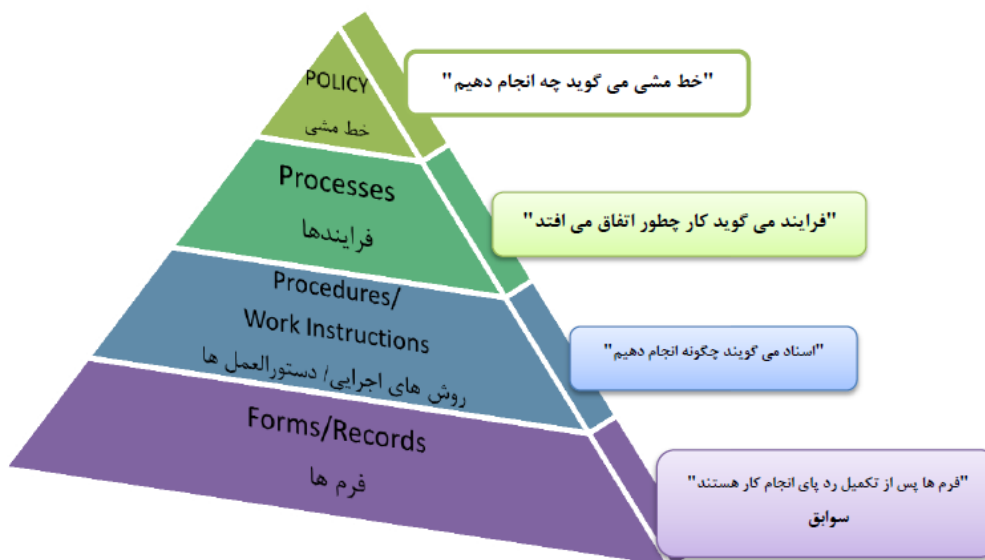 POLICY
خط مشی
"خط مشی می گوید چه انجام دهیم"
Processes
فرایندها
"فرایند می گوید کار چطور اتفاق می افتد"
Procedures/
Work Instructions
روش های اجرایی/ دستورالعمل ها
"اسناد می گویند چگونه انجام دهیم"
Forms/Records
فرم ها
"فرم ها پس از تکمیل رد پای انجام کار هستند"
سوابق